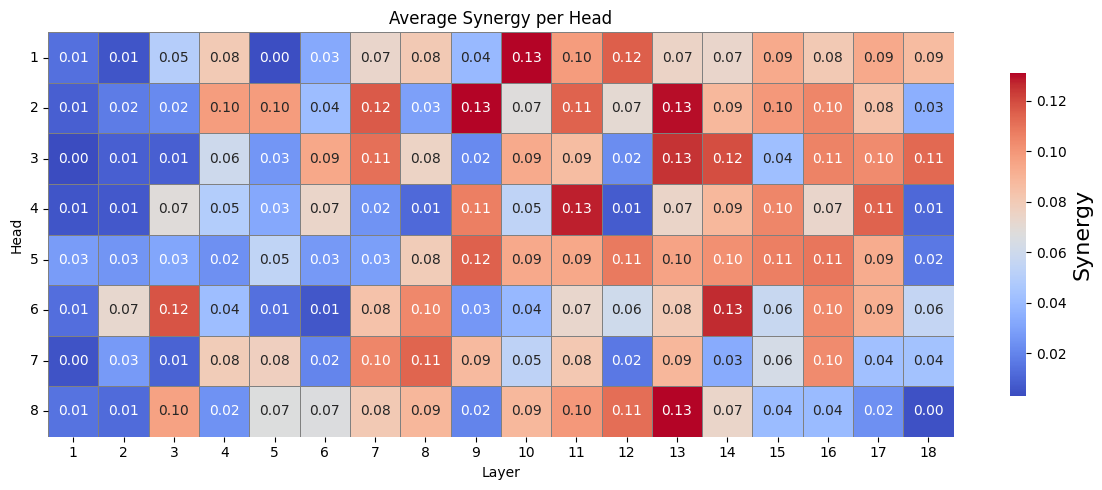 Average Synergy per Head
1 0.01 0.01 0.05 0.08 0.00 0.03 0.07 0.08 0.04 0.13 0.10 0.12 0.07 0.07 0.09 0.08 0.09 0.09
2 0.01 0.02 0.02 0.10 0.10 0.04 0.12 0.03 0.13 0.07 0.11 0.07 0.13 0.09 0.10 0.10 0.08 0.03
3 0.00 0.01 0.01 0.06 0.03 0.09 0.11 0.08 0.02 0.09 0.09 0.02 0.13 0.12 0.04 0.11 0.10 0.11
4 0.01 0.01 0.07 0.05 0.03 0.07 0.02 0.01 0.11 0.05 0.13 0.01 0.07 0.09 0.10 0.07 0.11 0.01
5 0.03 0.03 0.03 0.02 0.05 0.03 0.03 0.08 0.12 0.09 0.09 0.11 0.10 0.10 0.11 0.11 0.09 0.02
6 0.01 0.07 0.12 0.04 0.01 0.01 0.08 0.10 0.03 0.04 0.07 0.06 0.08 0.13 0.06 0.10 0.09 0.06
7 0.00 0.03 0.01 0.08 0.08 0.02 0.10 0.11 0.09 0.05 0.08 0.02 0.09 0.03 0.06 0.10 0.04 0.04
8 0.01 0.01 0.10 0.02 0.07 0.07 0.08 0.09 0.02 0.09 0.10 0.11 0.13 0.07 0.04 0.04 0.02 0.00
1 2 3 4 5 6 7 8 9 10 11 12 13 14 15 16 17 18
Layer
Head
0.12
0.10
0.08
0.06
0.04
0.02
Synergy